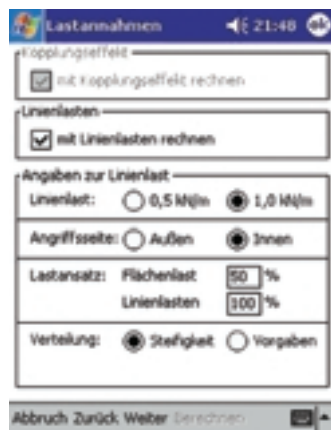 Lastannahmen 21:48 ok
Kopplungseffekt
mit Kopplungseffekt rechnen
Linienlasten
mit Linienlasten rechnen
Angaben zur Linienlast
Linienlast: 0,5 kN/m 1,0 kN/m
Angriffsseite: Außen Innen
Lastansatz: Flächenlast 50 %
Linienlasten 100 %
Verteilung: Steifigkeit Vorgaben
Abbruch Zurück Weiter Berechnen